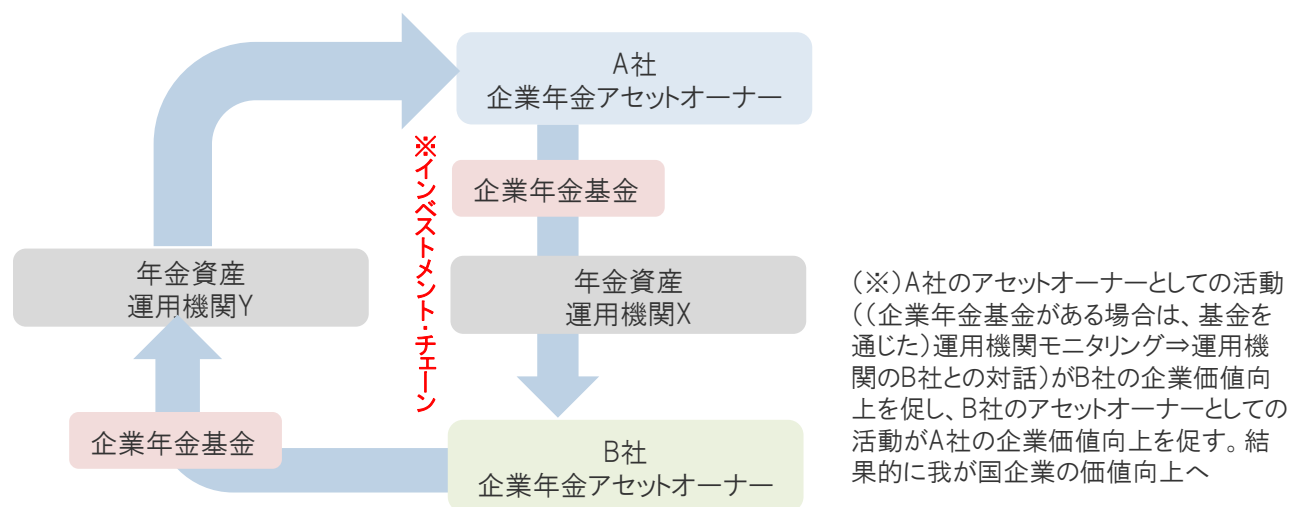 A社
企業年金アセットオーナー
企業年金基金
※インベストメント・チェーン
年金資産
運用機関Y
年金資産
運用機関X
企業年金基金
B社
企業年金アセットオーナー
(※)A社のアセットオーナーとしての活動
((企業年金基金がある場合は、基金を
通じた)運用機関モニタリング⇒運用機
関のB社との対話)がB社の企業価値向
上を促し、B社のアセットオーナーとしての
活動がA社の企業価値向上を促す。結
果的に我が国企業の価値向上へ